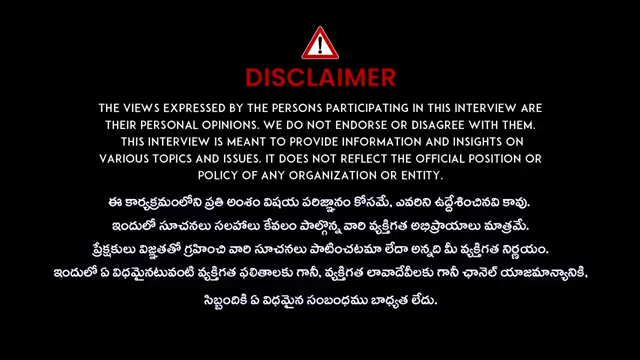 DISCLAIMER
THE VIEWS EXPRESSED BY THE PERSONS PARTICIPATING IN THIS INTERVIEW ARE
THEIR PERSONAL OPINIONS. WE DO NOT ENDORSE OR DISAGREE WITH THEM.
THIS INTERVIEW IS MEANT TO PROVIDE INFORMATION AND INSIGHTS ON
VARIOUS TOPICS AND ISSUES. IT DOES NOT REFLECT THE OFFICIAL POSITION OR
POLICY OF ANY ORGANIZATION OR ENTITY.
ఈ కార్యక్రమంలోని ప్రతి అంశం విషయ పరిజ్ఞానం కోసమే, ఎవరిని ఉద్దేశించినవి కావు.
ఇందులో సూచనలు సలహాలు కేవలం పాల్గొన్న వారి వ్యక్తిగత అభిప్రాయాలు మాత్రమే.
ప్రేక్షకులు విజ్ఞతతో గ్రహించి వారి సూచనలు పాటించటమా లేదా అన్నది మీ వ్యక్తిగత నిర్ణయం.
ఇందులో ఏ విధమైనటువంటి వ్యక్తిగత ఫలితాలకు గానీ, వ్యక్తిగత లావాదేవీలకు గానీ ఛానెల్ యాజమాన్యానికి,
సిబ్బందికి ఏ విధమైన సంబంధము బాధ్యత లేదు.